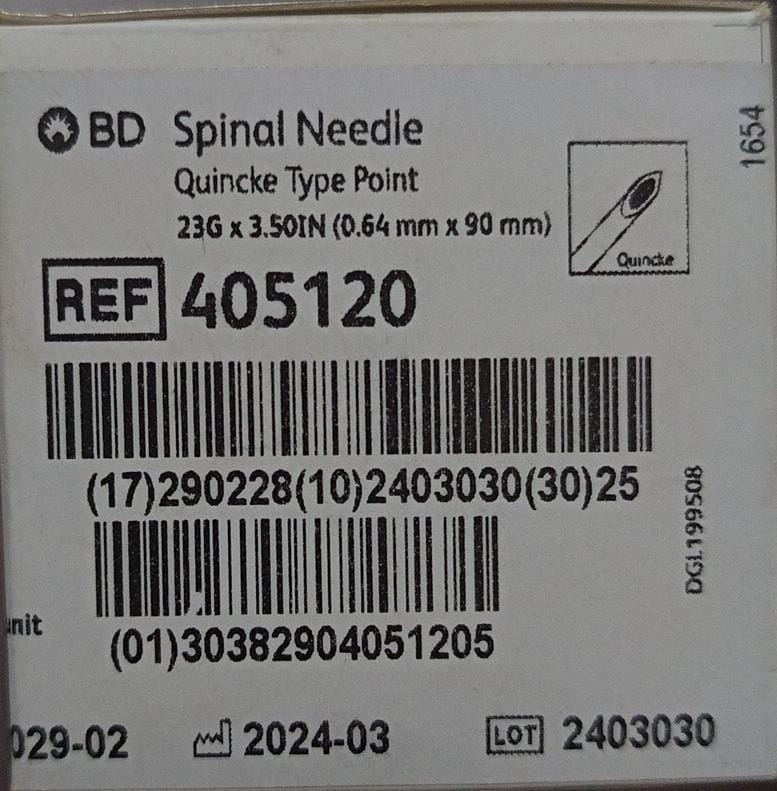 BD Spinal Needle
Quincke Type Point
23G x 3.50IN (0.64 mm x 90 mm)
Quincke
1654
REF 405120
(17)290228(10)2403030(30)25
DGL199508
(01)30382904051205
nit
029-02
2024-03
LOT 2403030